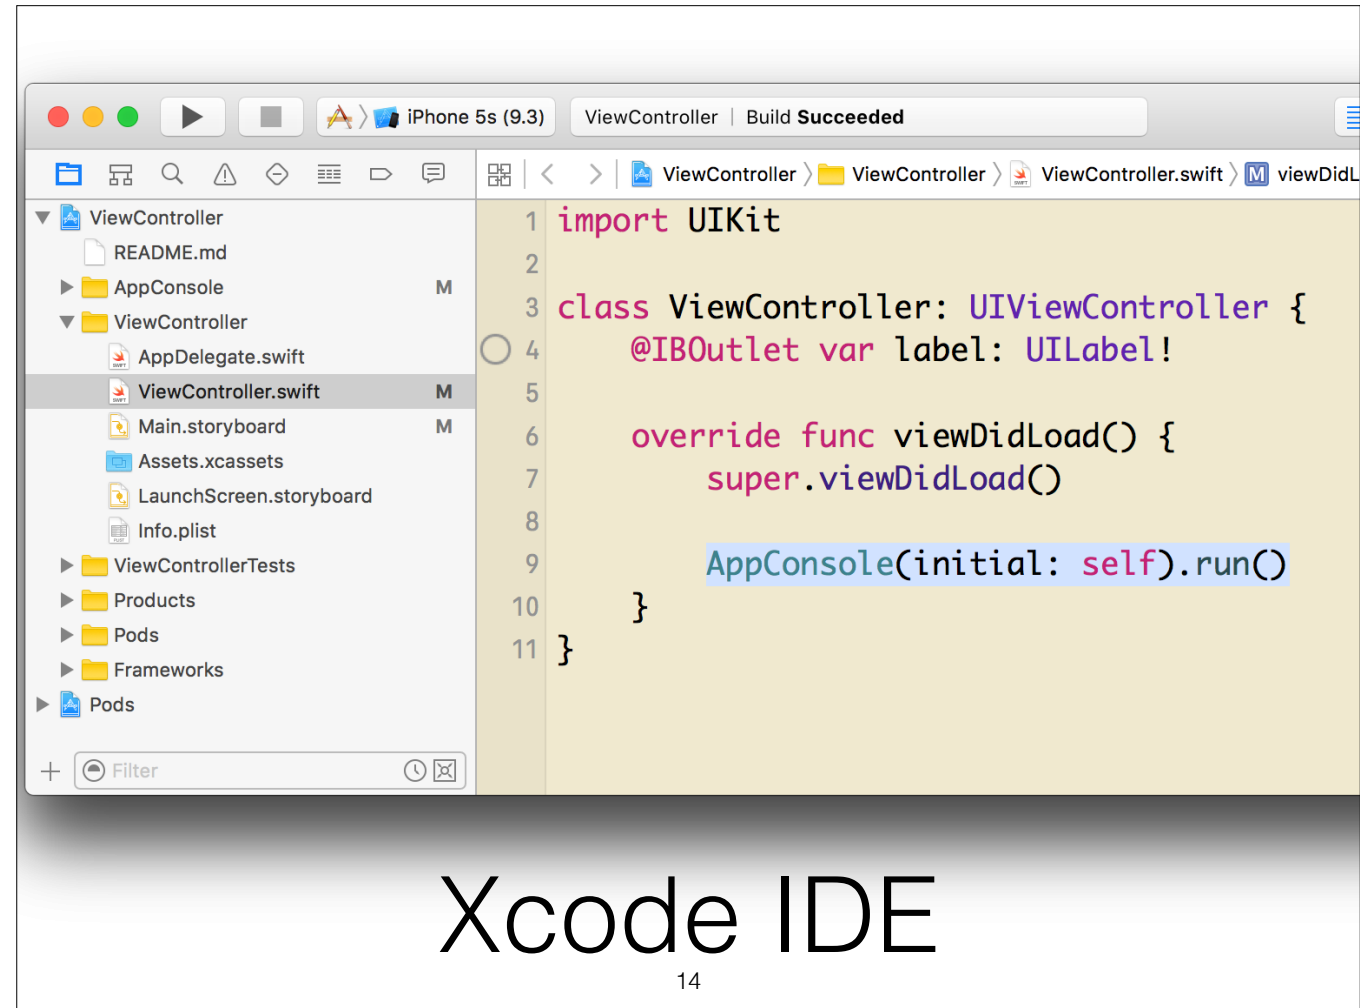 iPhone 5s (9.3)
ViewController | Build Succeeded
ViewController 〉 ViewController 〉 ViewController.swift 〉 M viewDidL
ViewController
README.md
AppConsole M
ViewController
AppDelegate.swift
ViewController.swift M
Main.storyboard M
Assets.xcassets
LaunchScreen.storyboard
Info.plist
ViewControllerTests
Products
Pods
Frameworks
Pods
Filter
1 import UIKit
2
3 class ViewController: UIViewController {
4 @IBOutlet var label: UILabel!
5
6 override func viewDidLoad() {
7 super.viewDidLoad()
8
9 AppConsole(initial: self).run()
10 }
11 }
Xcode IDE
14